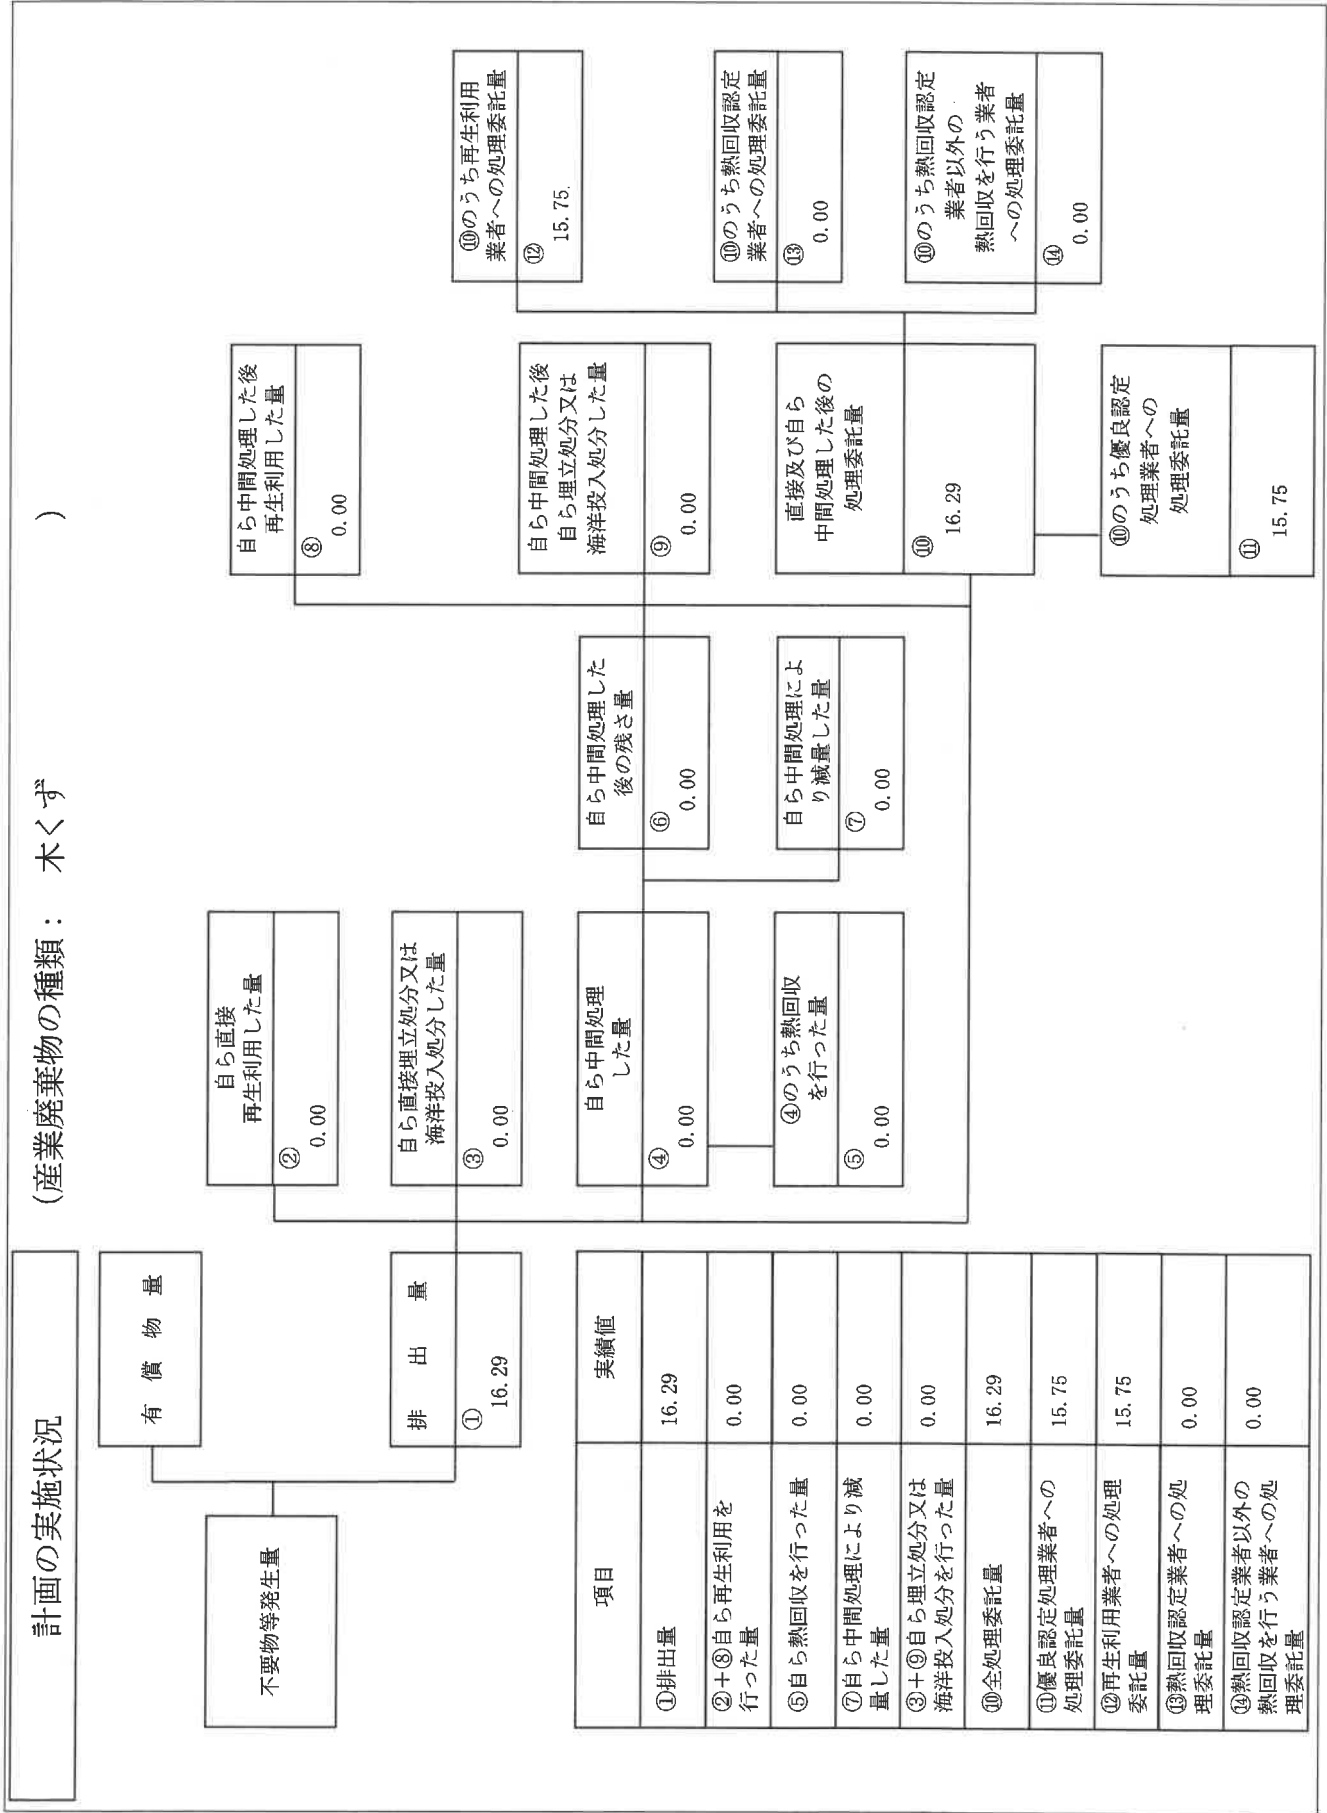 計画の実施状況
(産業廃棄物の種類： 木くず )
不要物等発生量
有償物量
排出量
①
16.29
自ら直接
再生利用した量
②
0.00
自ら直接埋立処分又は
海洋投入処分した量
③
0.00
自ら中間処理
した量
④
0.00
④のうち熱回収
を行った量
⑤
0.00
自ら中間処理した
後の残さ量
⑥
0.00
自ら中間処理によ
り減量した量
⑦
0.00
自ら中間処理した後
再生利用した量
⑧
0.00
自ら中間処理した後
自ら埋立処分又は
海洋投入処分した量
⑨
0.00
直接及び自ら
中間処理した後の
処理委託量
⑩
16.29
⑩のうち優良認定
処理業者への
処理委託量
⑪
15.75
⑩のうち再生利用
業者への処理委託量
⑫
15.75
⑩のうち熱回収認定
業者への処理委託量
⑬
0.00
⑩のうち熱回収認定
業者以外の
熱回収を行う業者
への処理委託量
⑭
0.00
項目 実績値
①排出量 16.29
②＋⑧自ら再生利用を
行った量 0.00
⑤自ら熱回収を行った量 0.00
⑦自ら中間処理により減
量した量 0.00
③＋⑨自ら埋立処分又は
海洋投入処分を行った量 0.00
⑩全処理委託量 16.29
⑪優良認定処理業者への
処理委託量 15.75
⑫再生利用業者への処理
委託量 15.75
⑬熱回収認定業者への処
理委託量 0.00
⑭熱回収認定業者以外の
熱回収を行う業者への処
理委託量 0.00